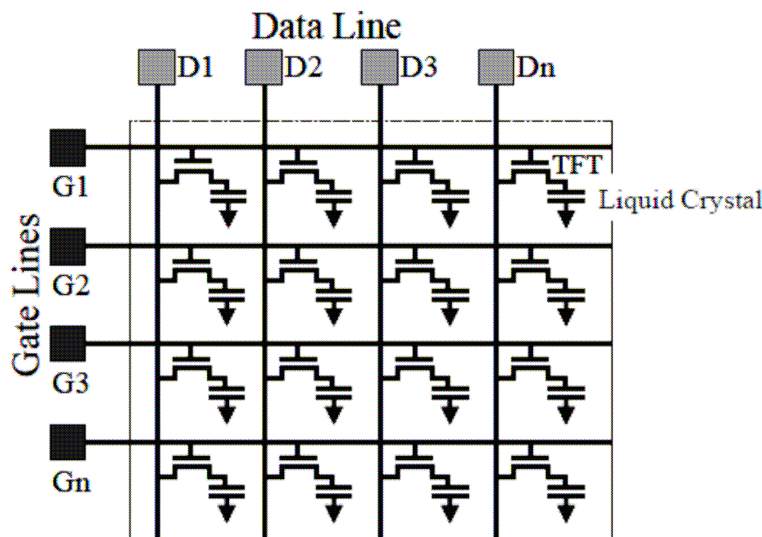 Data Line
D1
D2
D3
Dn
G1
TFT
Liquid Crystal
Gate Lines
G2
G3
Gn